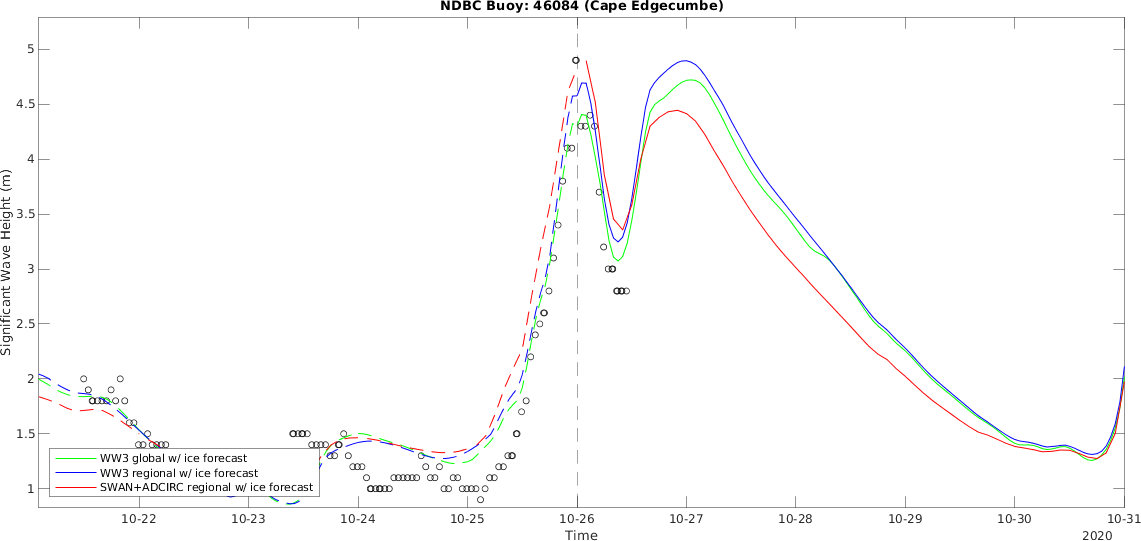 NDBC Buoy: 46084 (Cape Edgecumbe)
Significant Wave Height (m)
5
4.5
4
3.5
3
2.5
2
1.5
1
WW3 global w/ ice forecast
WW3 regional w/ ice forecast
SWAN+ADCIRC regional w/ ice forecast
10-22 10-23 10-24 10-25 10-26 10-27 10-28 10-29 10-30 10-31
Time
2020